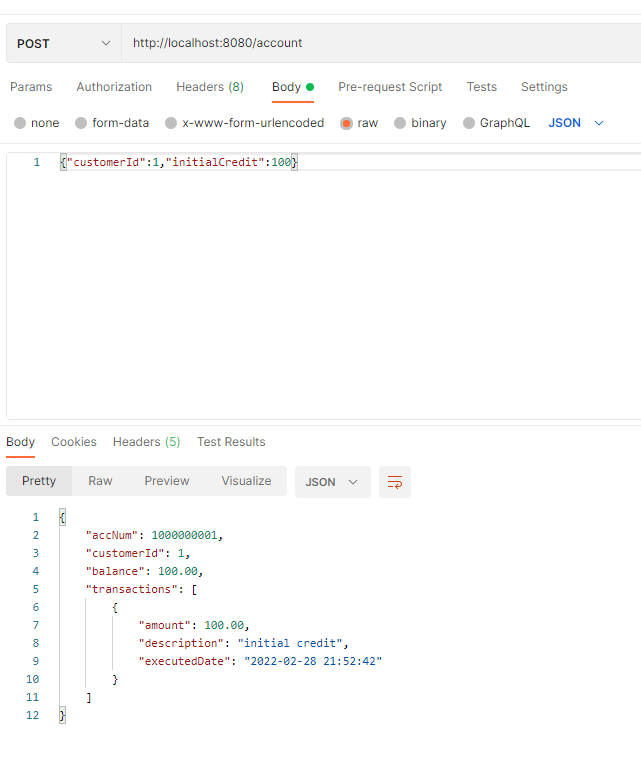 POST http://localhost:8080/account
Params Authorization Headers (8) Body Pre-request Script Tests Settings
none form-data x-www-form-urlencoded raw binary GraphQL JSON
1 {"customerId":1,"initialCredit":100}
Body Cookies Headers (5) Test Results
Pretty Raw Preview Visualize JSON
1 {
2 "accNum": 1000000001,
3 "customerId": 1,
4 "balance": 100.00,
5 "transactions": [
6 {
7 "amount": 100.00,
8 "description": "initial credit",
9 "executedDate": "2022-02-28 21:52:42"
10 }
11 ]
12 }